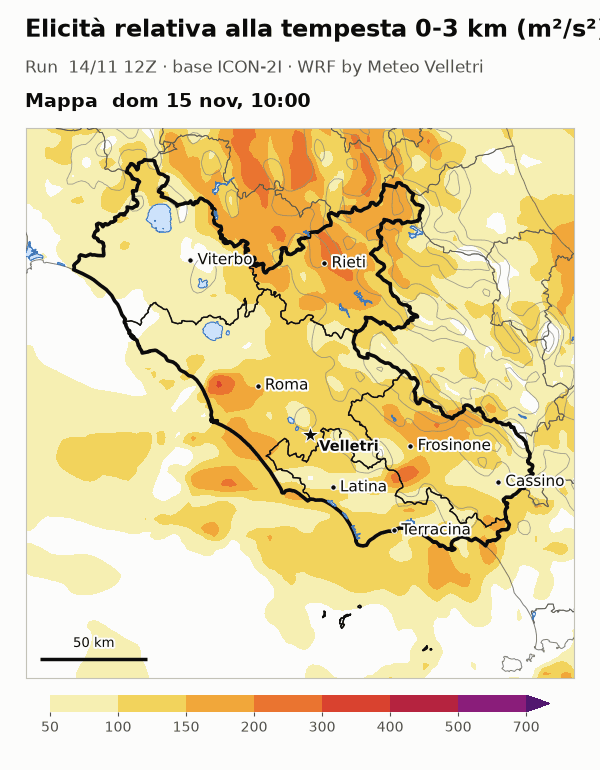 Elicità relativa alla tempesta 0-3 km (m²/s²)
Run 14/11 12Z · base ICON-2I · WRF by Meteo Velletri
Mappa dom 15 nov, 10:00
Viterbo
Rieti
Roma
Velletri
Frosinone
Cassino
Latina
Terracina
50 km
50 100 150 200 300 400 500 700